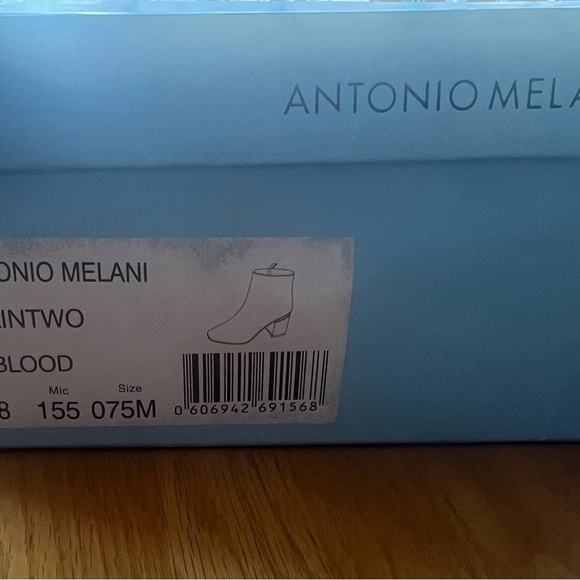 ANTONIO MELA
ONIO MELANI
INTWO
BLOOD
Mic Size
8 155 075M
0 606942 691568